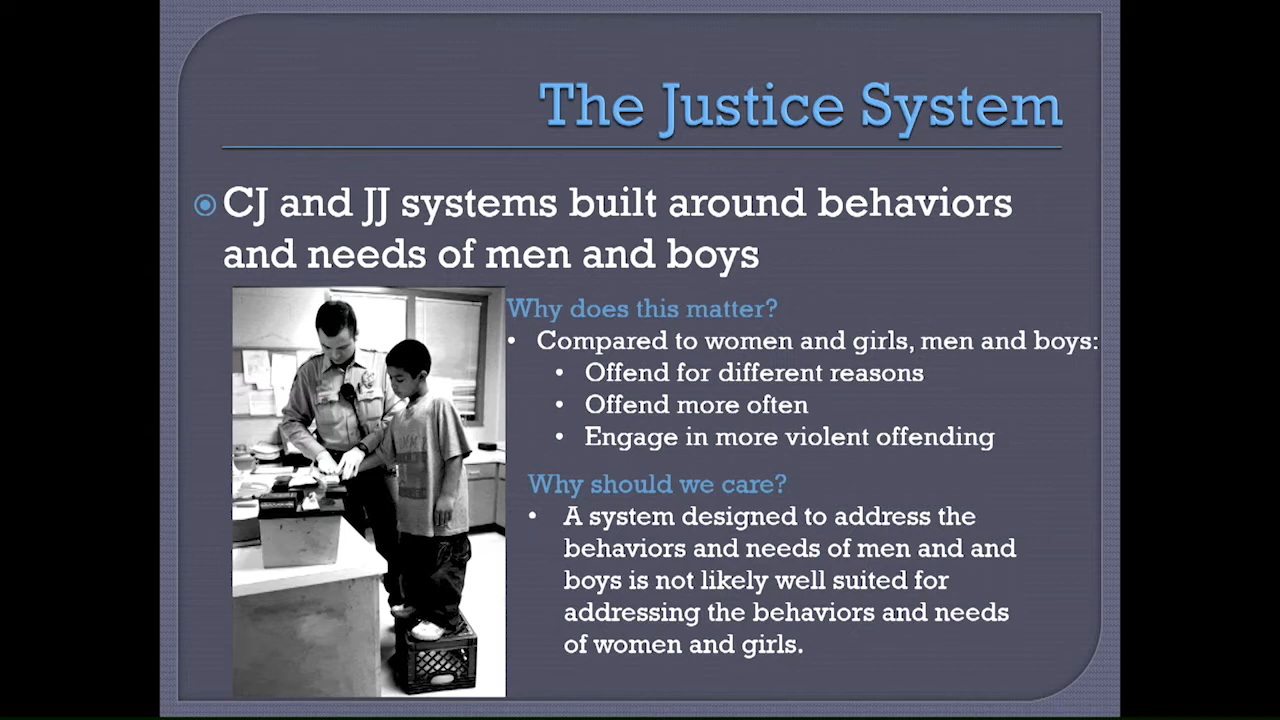 The Justice System
CJ and JJ systems built around behaviors
and needs of men and boys
Why does this matter?
• Compared to women and girls, men and boys:
• Offend for different reasons
• Offend more often
• Engage in more violent offending
Why should we care?
• A system designed to address the
behaviors and needs of men and and
boys is not likely well suited for
addressing the behaviors and needs
of women and girls.